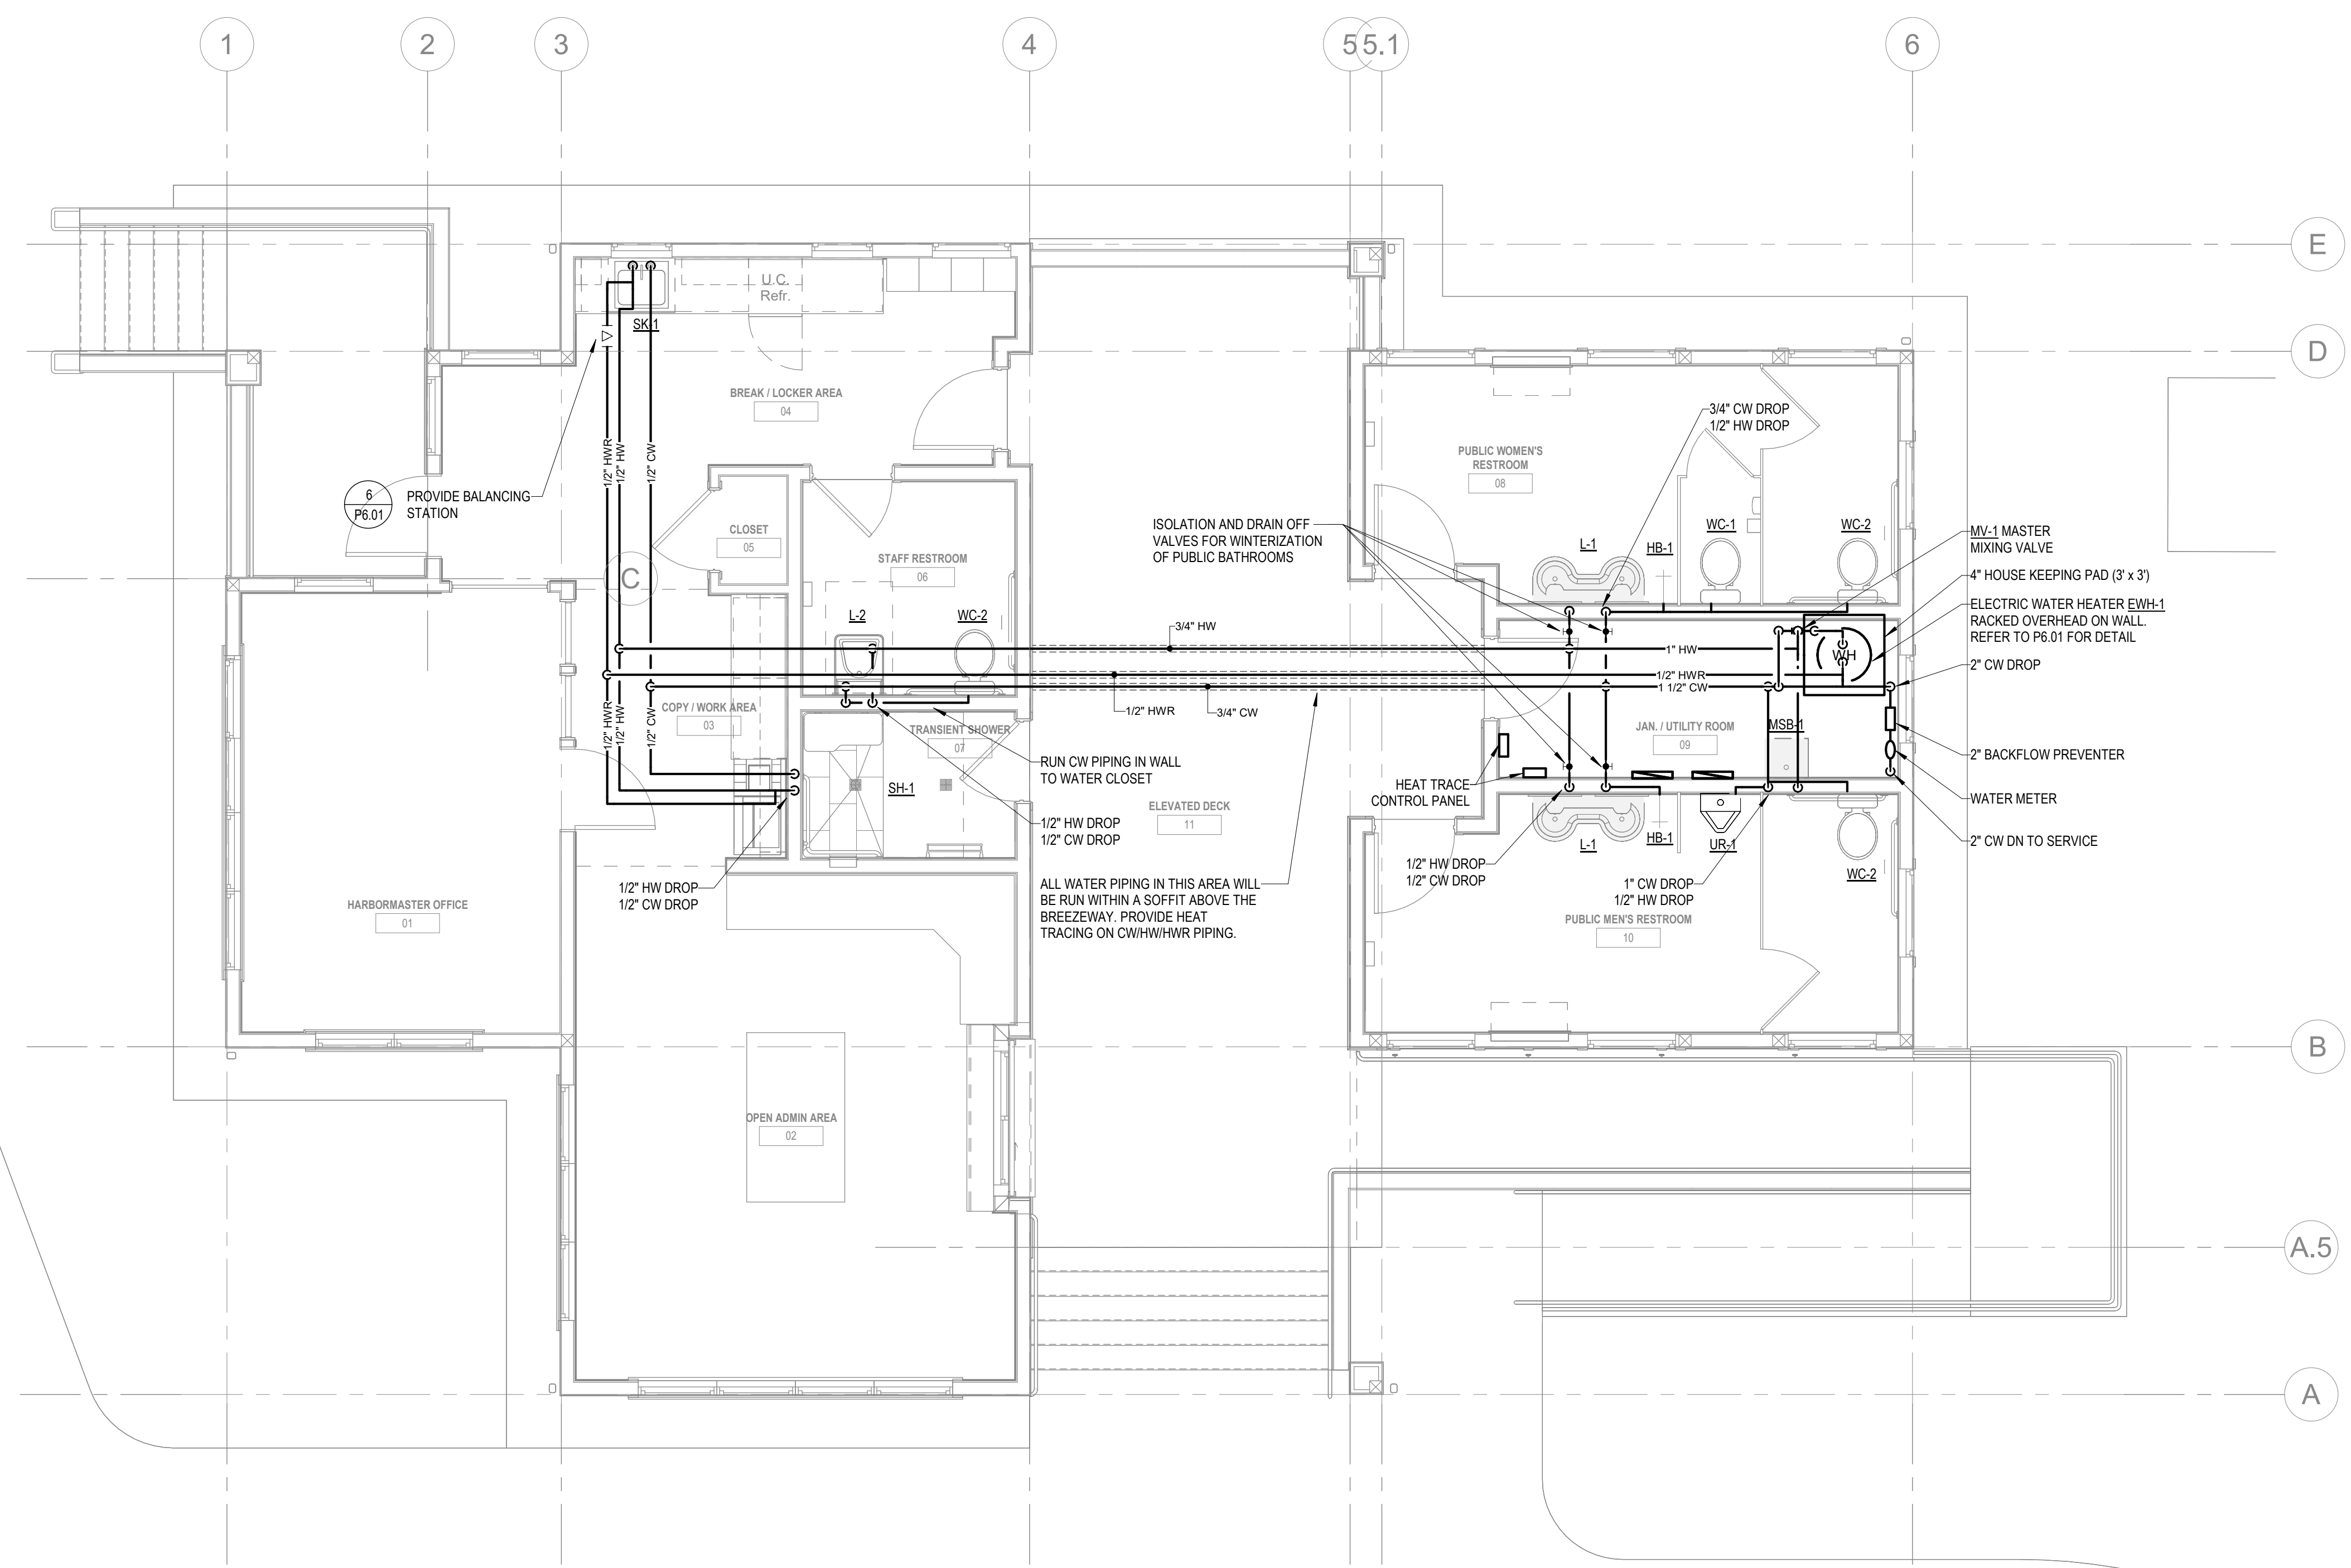 1
2
3
4
5
5.1
6
E
D
C
B
A.5
A
U.C.
Refr.
SK-1
BREAK / LOCKER AREA
04
1/2" HWR
1/2" HW
1/2" CW
6
P6.01
PROVIDE BALANCING
STATION
CLOSET
05
STAFF RESTROOM
06
L-2
WC-2
3/4" HW
1/2" HWR
3/4" CW
COPY / WORK AREA
03
1/2" HWR
1/2" HW
1/2" CW
TRANSIENT SHOWER
07
SH-1
RUN CW PIPING IN WALL
TO WATER CLOSET
1/2" HW DROP
1/2" CW DROP
1/2" HW DROP
1/2" CW DROP
ELEVATED DECK
11
ALL WATER PIPING IN THIS AREA WILL
BE RUN WITHIN A SOFFIT ABOVE THE
BREEZEWAY. PROVIDE HEAT
TRACING ON CW/HW/HWR PIPING.
HARBORMASTER OFFICE
01
OPEN ADMIN AREA
02
3/4" CW DROP
1/2" HW DROP
PUBLIC WOMEN'S
RESTROOM
08
ISOLATION AND DRAIN OFF
VALVES FOR WINTERIZATION
OF PUBLIC BATHROOMS
L-1
HB-1
WC-1
WC-2
MV-1 MASTER
MIXING VALVE
4" HOUSE KEEPING PAD (3' x 3')
ELECTRIC WATER HEATER EWH-1
RACKED OVERHEAD ON WALL.
REFER TO P6.01 FOR DETAIL
1" HW
WH
1/2" HWR
1 1/2" CW
2" CW DROP
JAN. / UTILITY ROOM
09
MSB-1
2" BACKFLOW PREVENTER
HEAT TRACE
CONTROL PANEL
WATER METER
2" CW DN TO SERVICE
L-1
HB-1
UR-1
WC-2
1/2" HW DROP
1/2" CW DROP
1" CW DROP
1/2" HW DROP
PUBLIC MEN'S RESTROOM
10